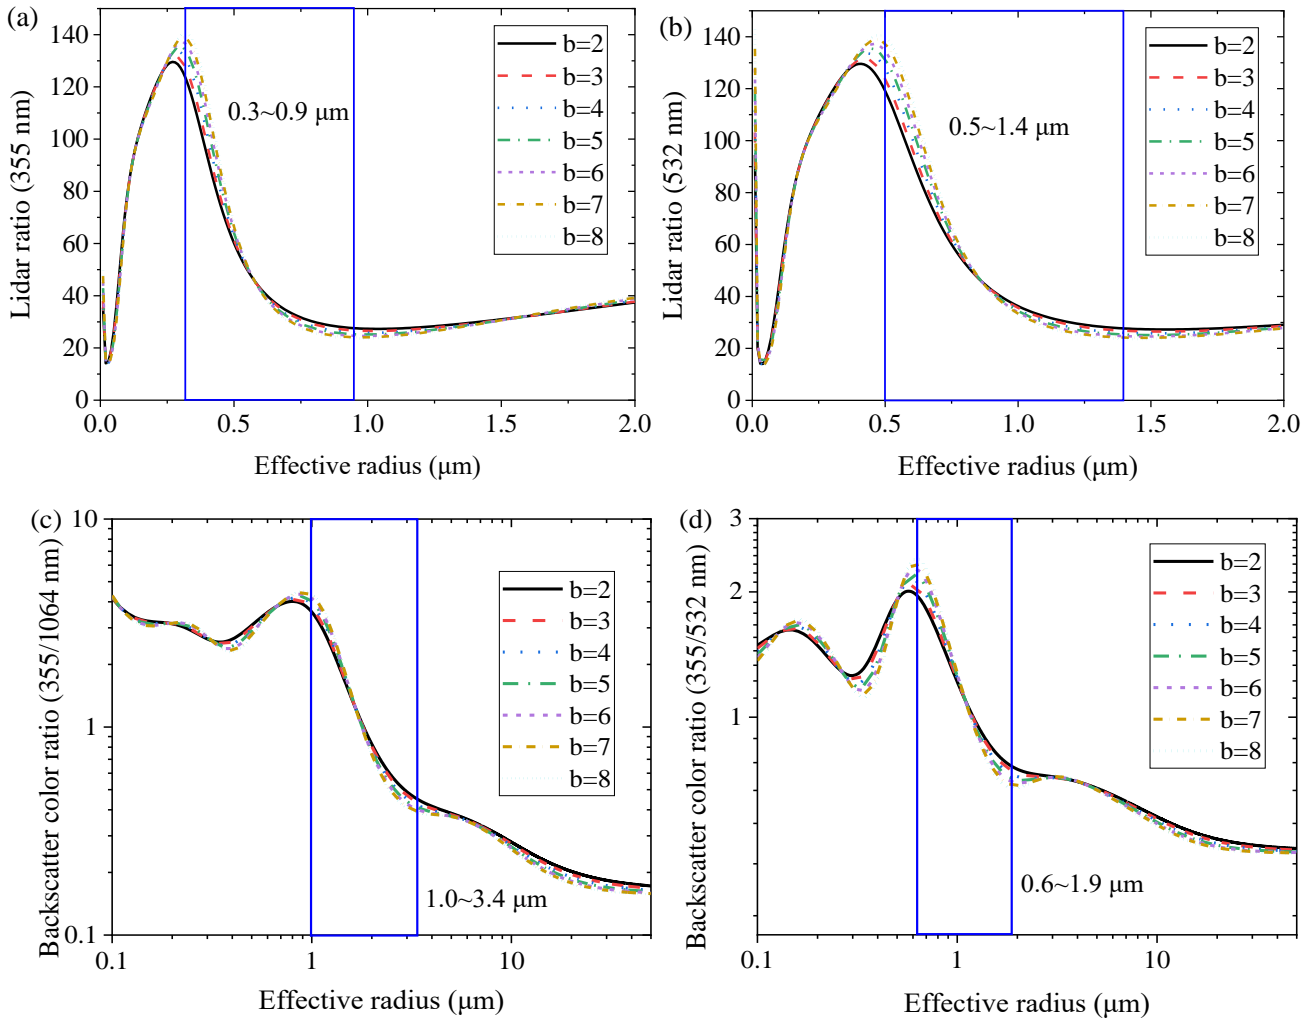 (a)
Lidar ratio (355 nm)
140
120
100
80
60
40
20
0
0.0
0.5
1.0
1.5
2.0
Effective radius (μm)
0.3~0.9 μm
b=2
b=3
b=4
b=5
b=6
b=7
b=8
(b)
Lidar ratio (532 nm)
140
120
100
80
60
40
20
0
0.0
0.5
1.0
1.5
2.0
Effective radius (μm)
0.5~1.4 μm
b=2
b=3
b=4
b=5
b=6
b=7
b=8
(c)
Backscatter color ratio (355/1064 nm)
10
1
0.1
0.1
1
10
Effective radius (μm)
1.0~3.4 μm
b=2
b=3
b=4
b=5
b=6
b=7
b=8
(d)
Backscatter color ratio (355/532 nm)
3
2
1
0.1
1
10
Effective radius (μm)
0.6~1.9 μm
b=2
b=3
b=4
b=5
b=6
b=7
b=8